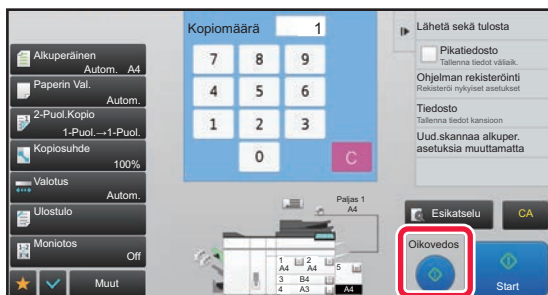 Alkuperäinen
Autom. A4
Paperin Val.
Autom.
2-Puol.Kopio
1-Puol.→1-Puol.
Kopiosuhde
100%
Valotus
Autom.
Ulostulo
Moniotos
Off
Muut
Kopiomäärä 1
7 8 9
4 5 6
1 2 3
0 C
Paljas 1
A4
1 A4 2 A4 5 A4
3 B4
4 A3
Lähetä sekä tulosta
Pikatiedosto
Tallenna tiedot väliaik.
Ohjelman rekisteröinti
Rekisteröi nykyiset asetukset
Tiedosto
Tallenna tiedot kansioon
Uud.skannaa alkuper.
asetuksia muuttamatta
Esikatselu CA
Oikovedos
Start